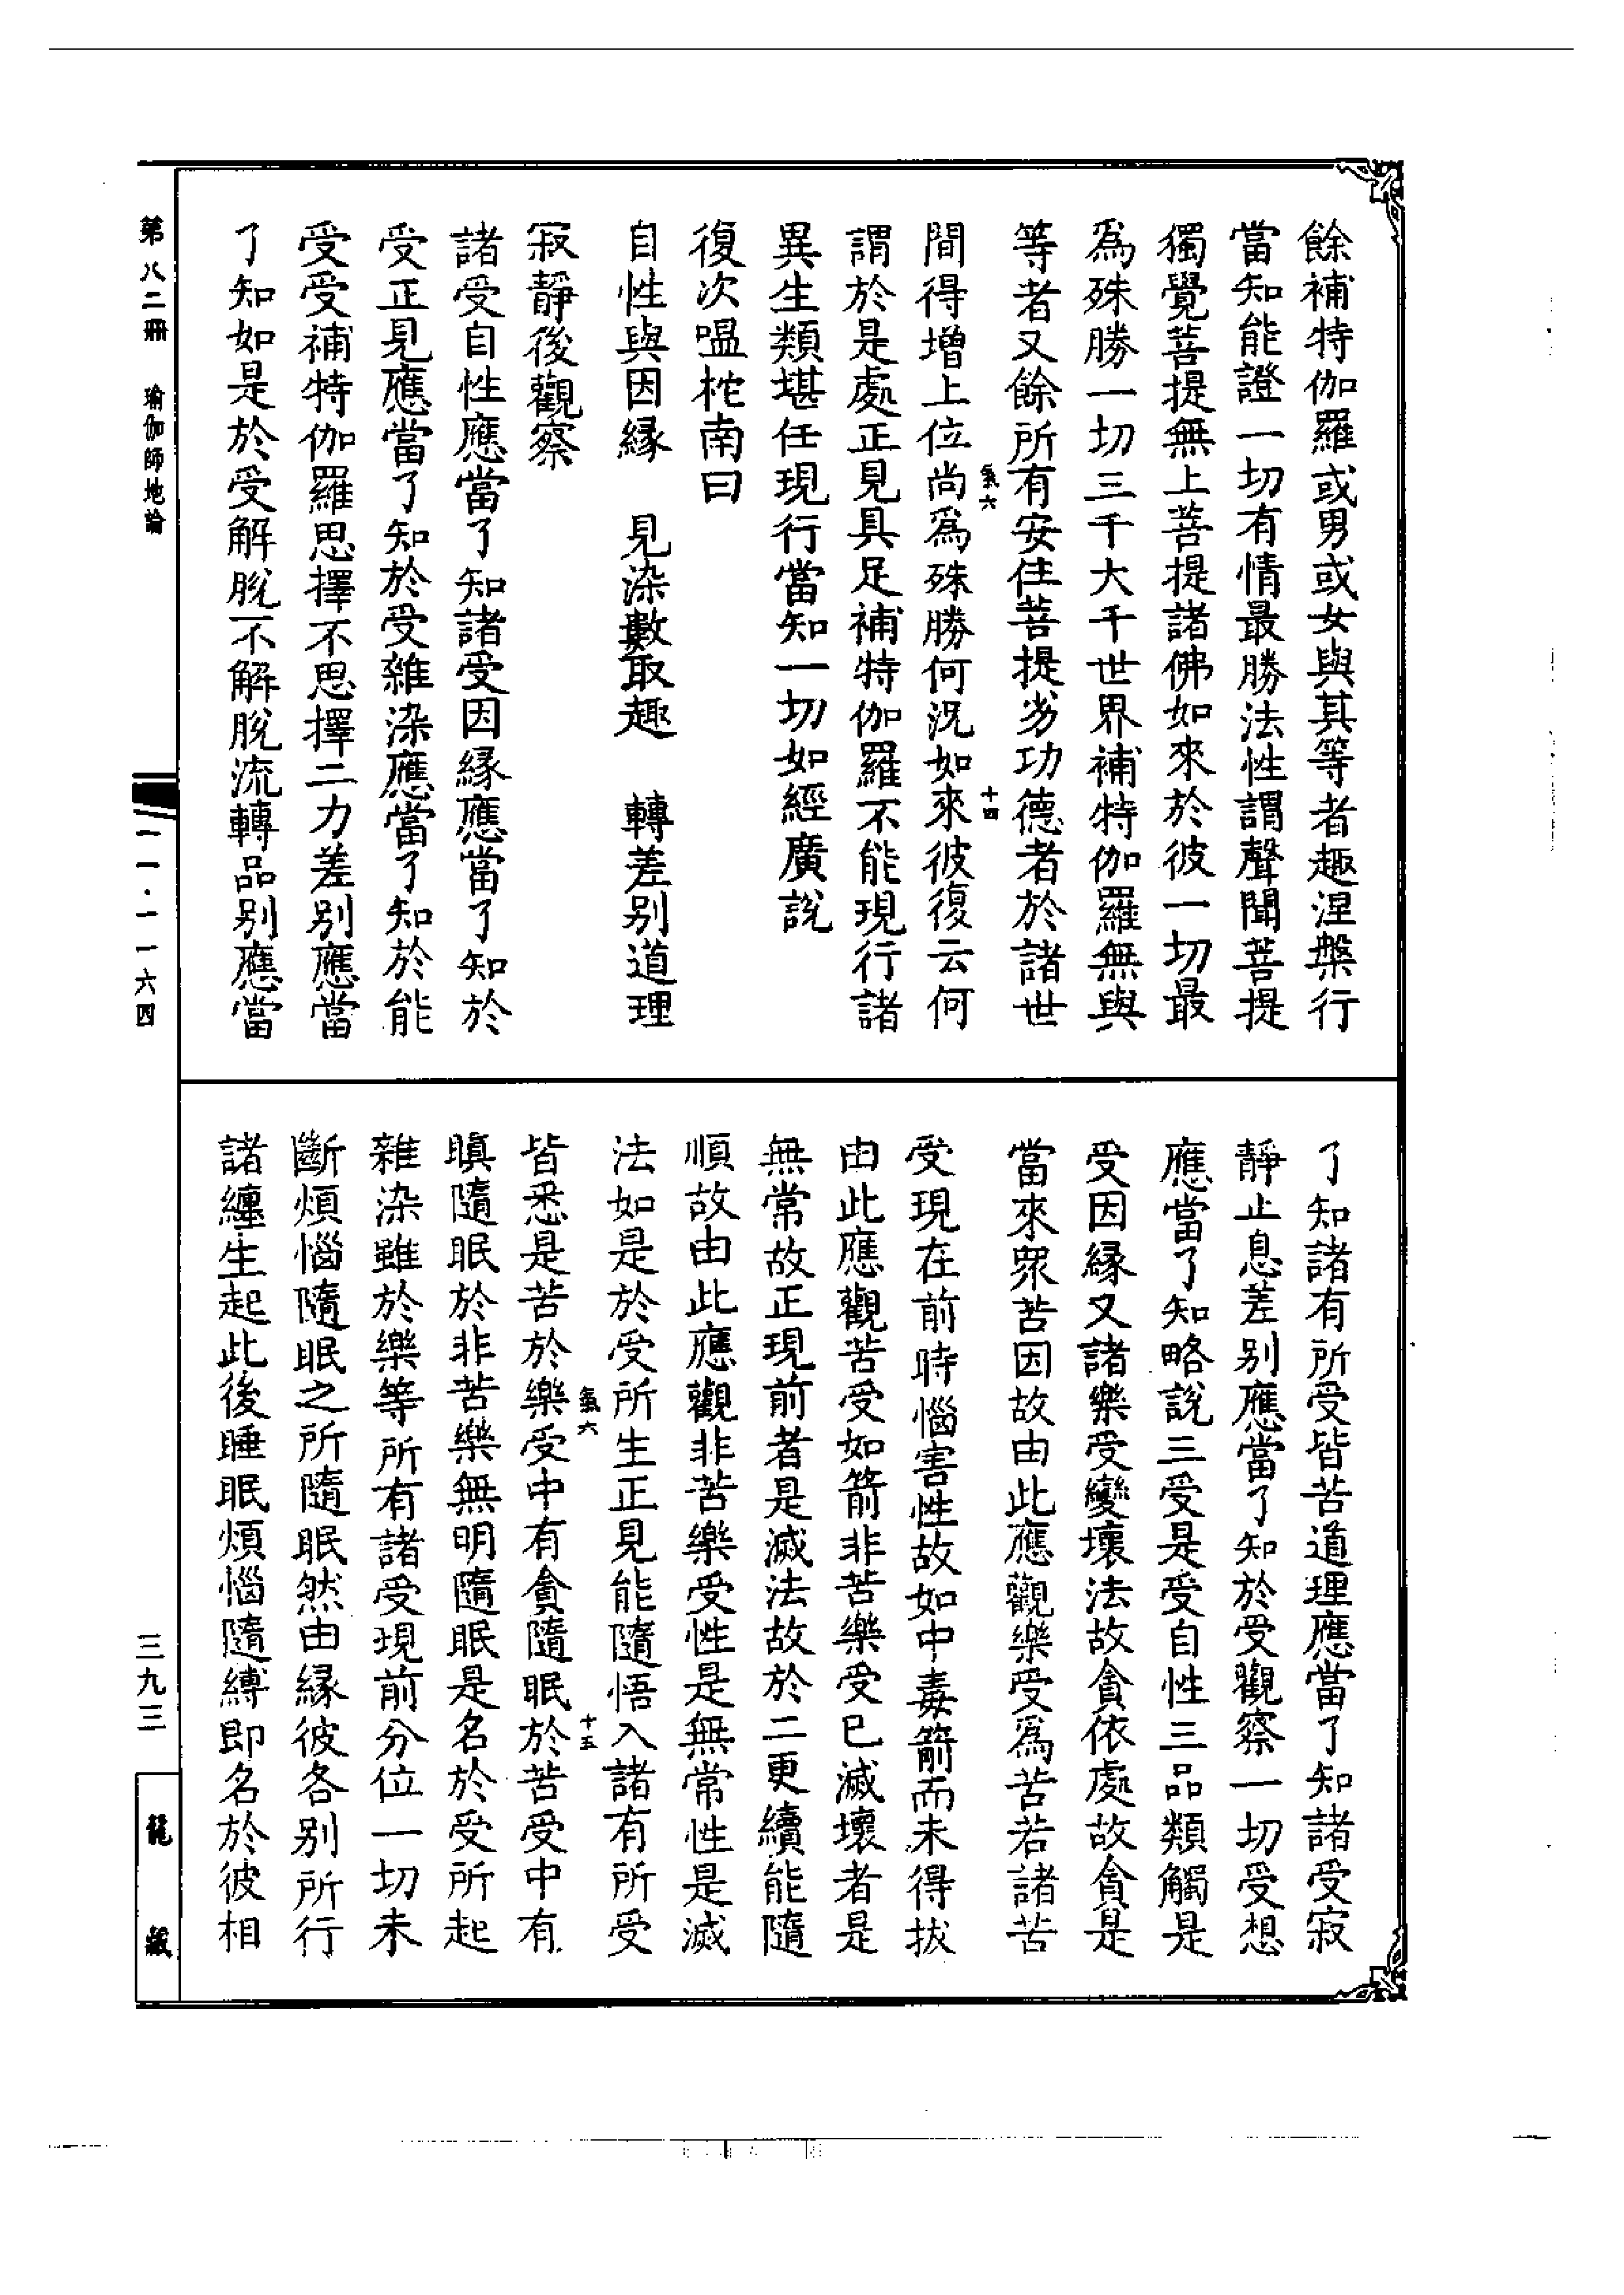 餘補特伽羅或男或女與其等者趣涅槃行
當知能證一切有情最勝法性謂聲聞菩提
獨覺菩提無上菩提諸佛如來於彼一切最
爲殊勝一切三千大千世界補特伽羅無與
等者又餘所有安住菩提劣功德者於諸世
氣六
十四
間得增上位尚爲殊勝何況如來彼復云何
謂於是處正見具足補特伽羅不能現行諸
異生類堪任現行當知一切如經廣說
復次嗢柁南曰
自性與因緣　見染數取趣　轉差別道理
寂靜後觀察
諸受自性應當了知諸受因緣應當了知於
受正見應當了知於受雜染應當了知於能
受受補特伽羅思擇不思擇二力差別應當
了知如是於受解脫不解脫流轉品別應當
了知諸有所受皆苦道理應當了知諸受寂
靜止息差別應當了知於受觀察一切受想
應當了知略說三受是受自性三品類觸是
受因緣又諸樂受變壞法故貪依處故貪是
當來眾苦因故由此應觀樂受爲苦若諸苦
受現在前時惱害性故如中毒箭而未得拔
由此應觀苦受如箭非苦樂受已滅壞者是
無常故正現前者是滅法故於二更續能隨
順故由此應觀非苦樂受性是無常性是滅
法如是於受所生正見能隨悟入諸有所受
氣六
十五
皆悉是苦於樂受中有貪隨眠於苦受中有
瞋隨眠於非苦樂無明隨眠是名於受所起
雜染雖於樂等所有諸受現前分位一切未
斷煩惱隨眠之所隨眠然由緣彼各別所行
諸纏生起此後睡眠煩惱隨縛即名於彼相
第八二冊　瑜伽師地論
一一·一一六四
三九三
龍藏